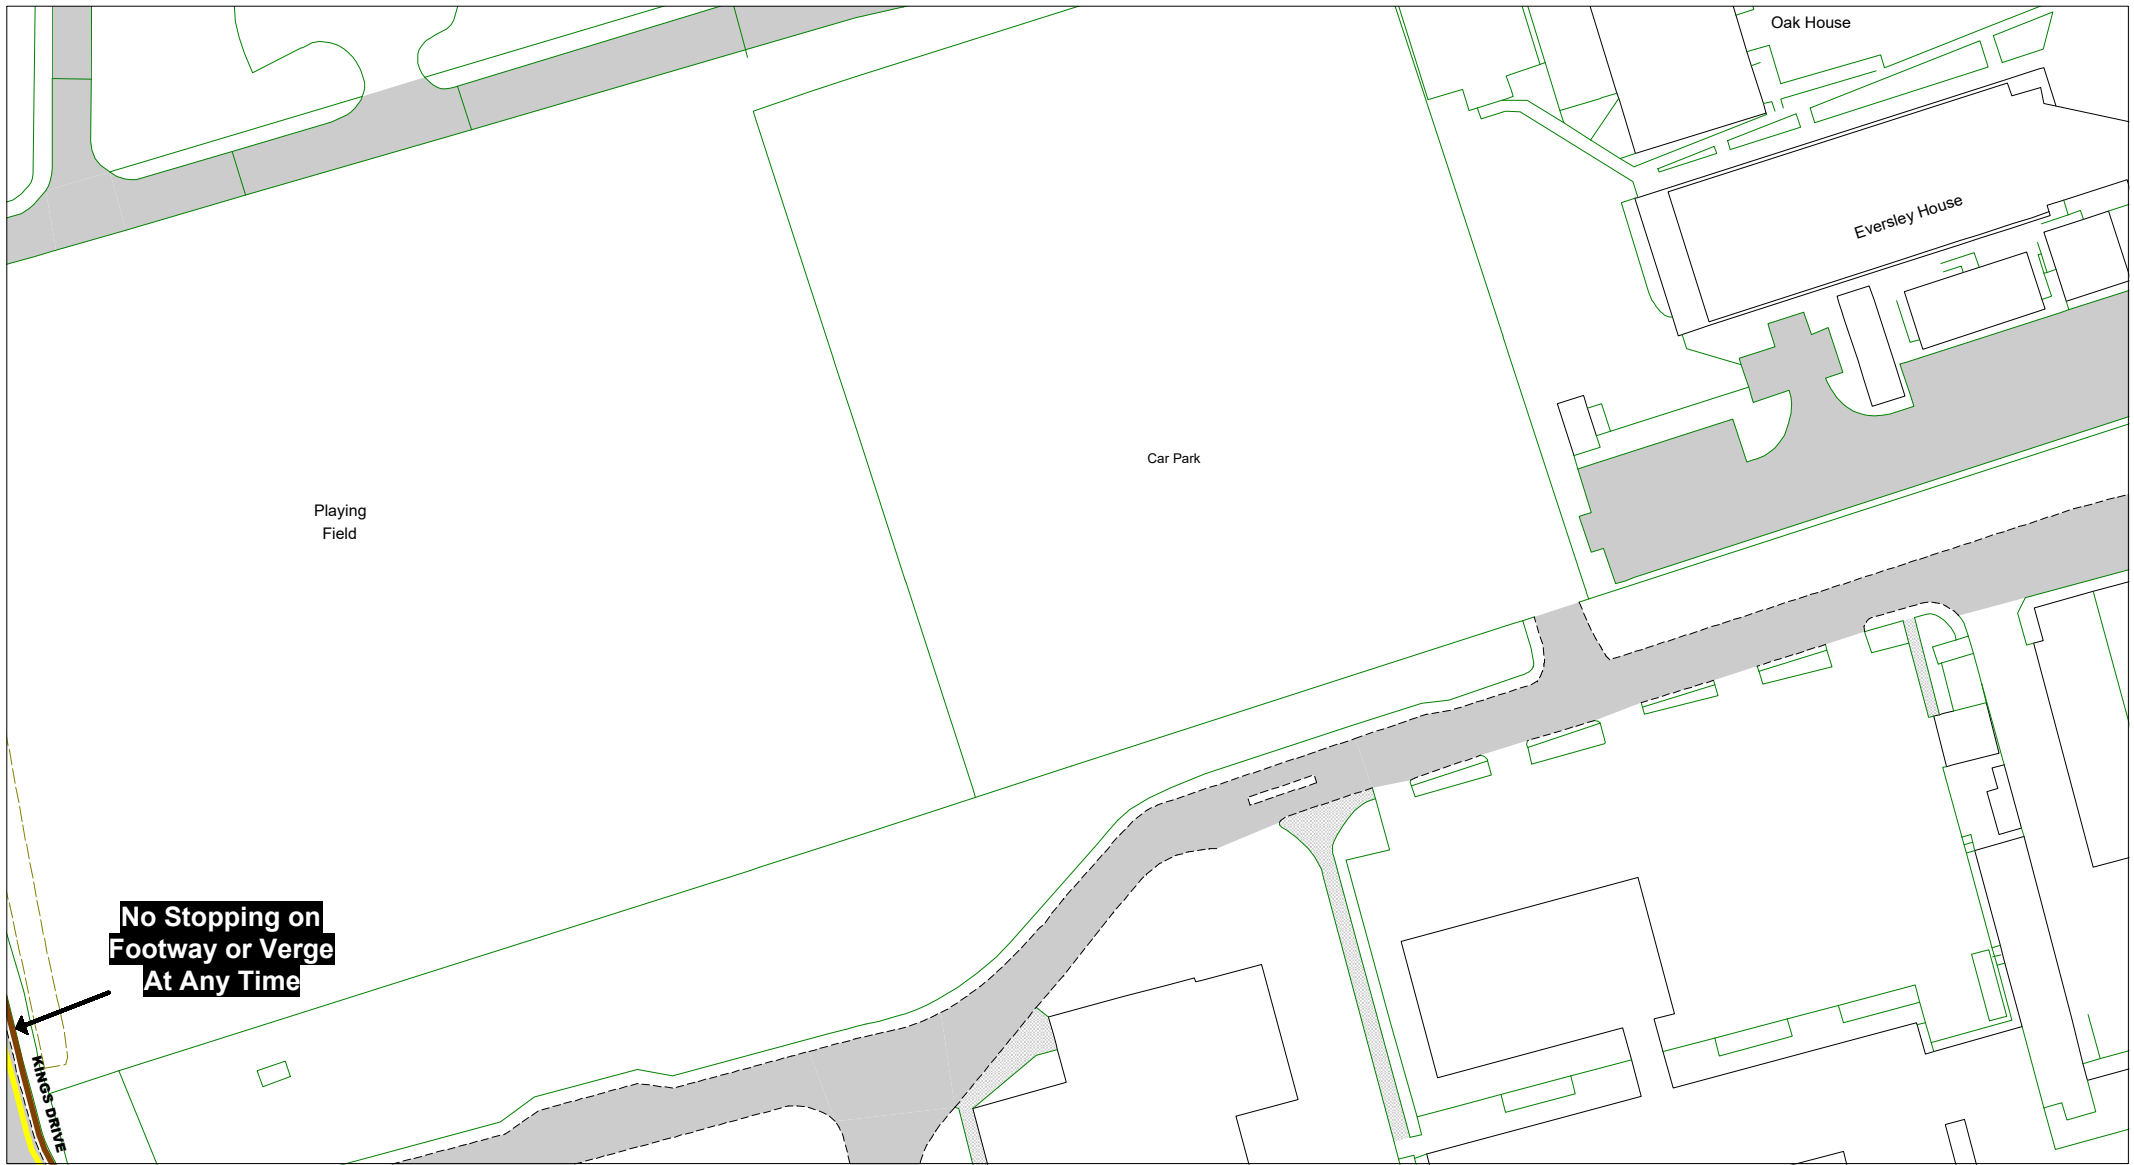 Oak House
Eversley House
Car Park
Playing
Field
No Stopping on
Footway or Verge
At Any Time
KINGS DRIVE